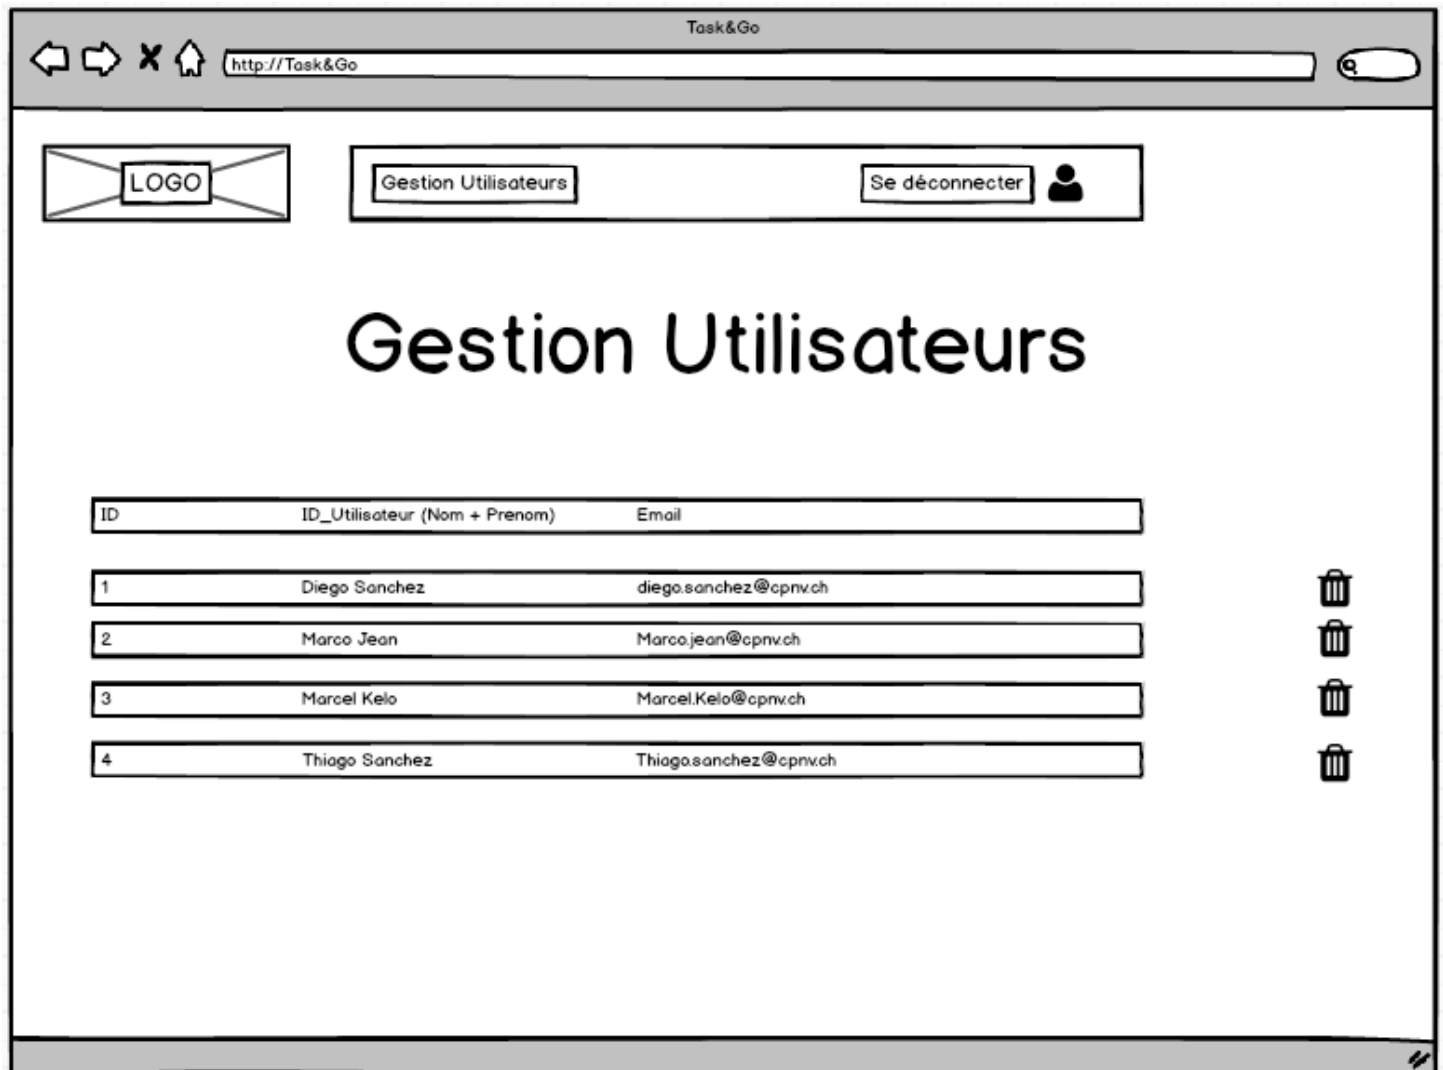 Task&Go
http://Task&Go
LOGO
Gestion Utilisateurs
Se déconnecter
Gestion Utilisateurs
ID ID_Utilisateur (Nom + Prenom) Email
1 Diego Sanchez diego.sanchez@cpnv.ch
2 Marco Jean Marco.jean@cpnv.ch
3 Marcel Kelo Marcel.Kelo@cpnv.ch
4 Thiago Sanchez Thiago.sanchez@cpnv.ch